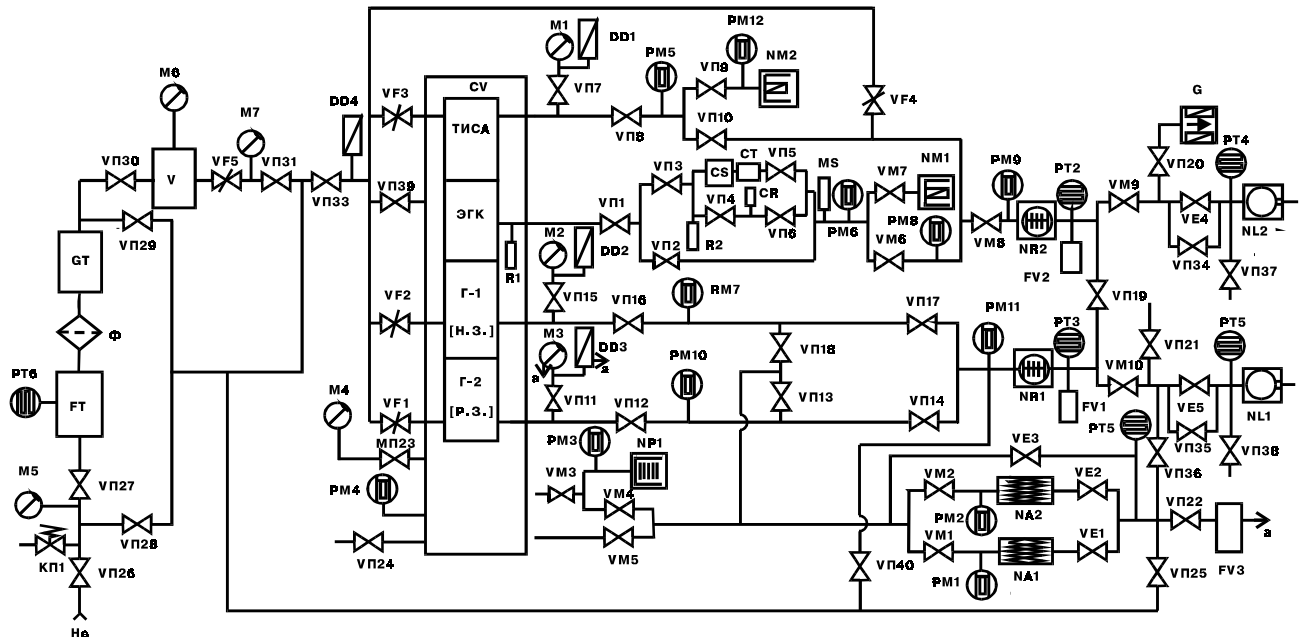 M1
DD1
PM12
PM5
NM2
VП9
M6
CV
VП7
VF4
G
M7
DD4
VF3
ТИСА
VП8
VП10
VП20
PT4
VП30
V
VF5
VП31
VП33
VП39
ЭГК
VП3
CS
CT
VП5
MS
VM7
NM1
PM9
PT2
VM9
VE4
NL2
VП29
VП1
VП4
CR
VП6
PM6
PM8
VM6
VM8
NR2
VП34
VП37
GT
R1
M2
DD2
VП2
R2
FV2
VП19
VF2
Г-1
[Н.З.]
VП15
VП16
RM7
VП17
PM11
PT3
PT5
Ф
M3
DD3
a
a
PM10
VП18
VП21
VM10
VE5
NL1
PT6
FT
Г-2
[Р.З.]
VП11
VП12
VП13
VП14
NR1
FV1
VП35
VП38
M4
VF1
МП23
PM3
NP1
PT5
VE3
VП36
M5
VП27
PM4
VM3
VM4
VM2
VE2
VП22
VП28
PM2
NA2
КП1
VП26
VП24
VM5
VП40
VM1
VE1
PM1
NA1
VП25
FV3
a
He